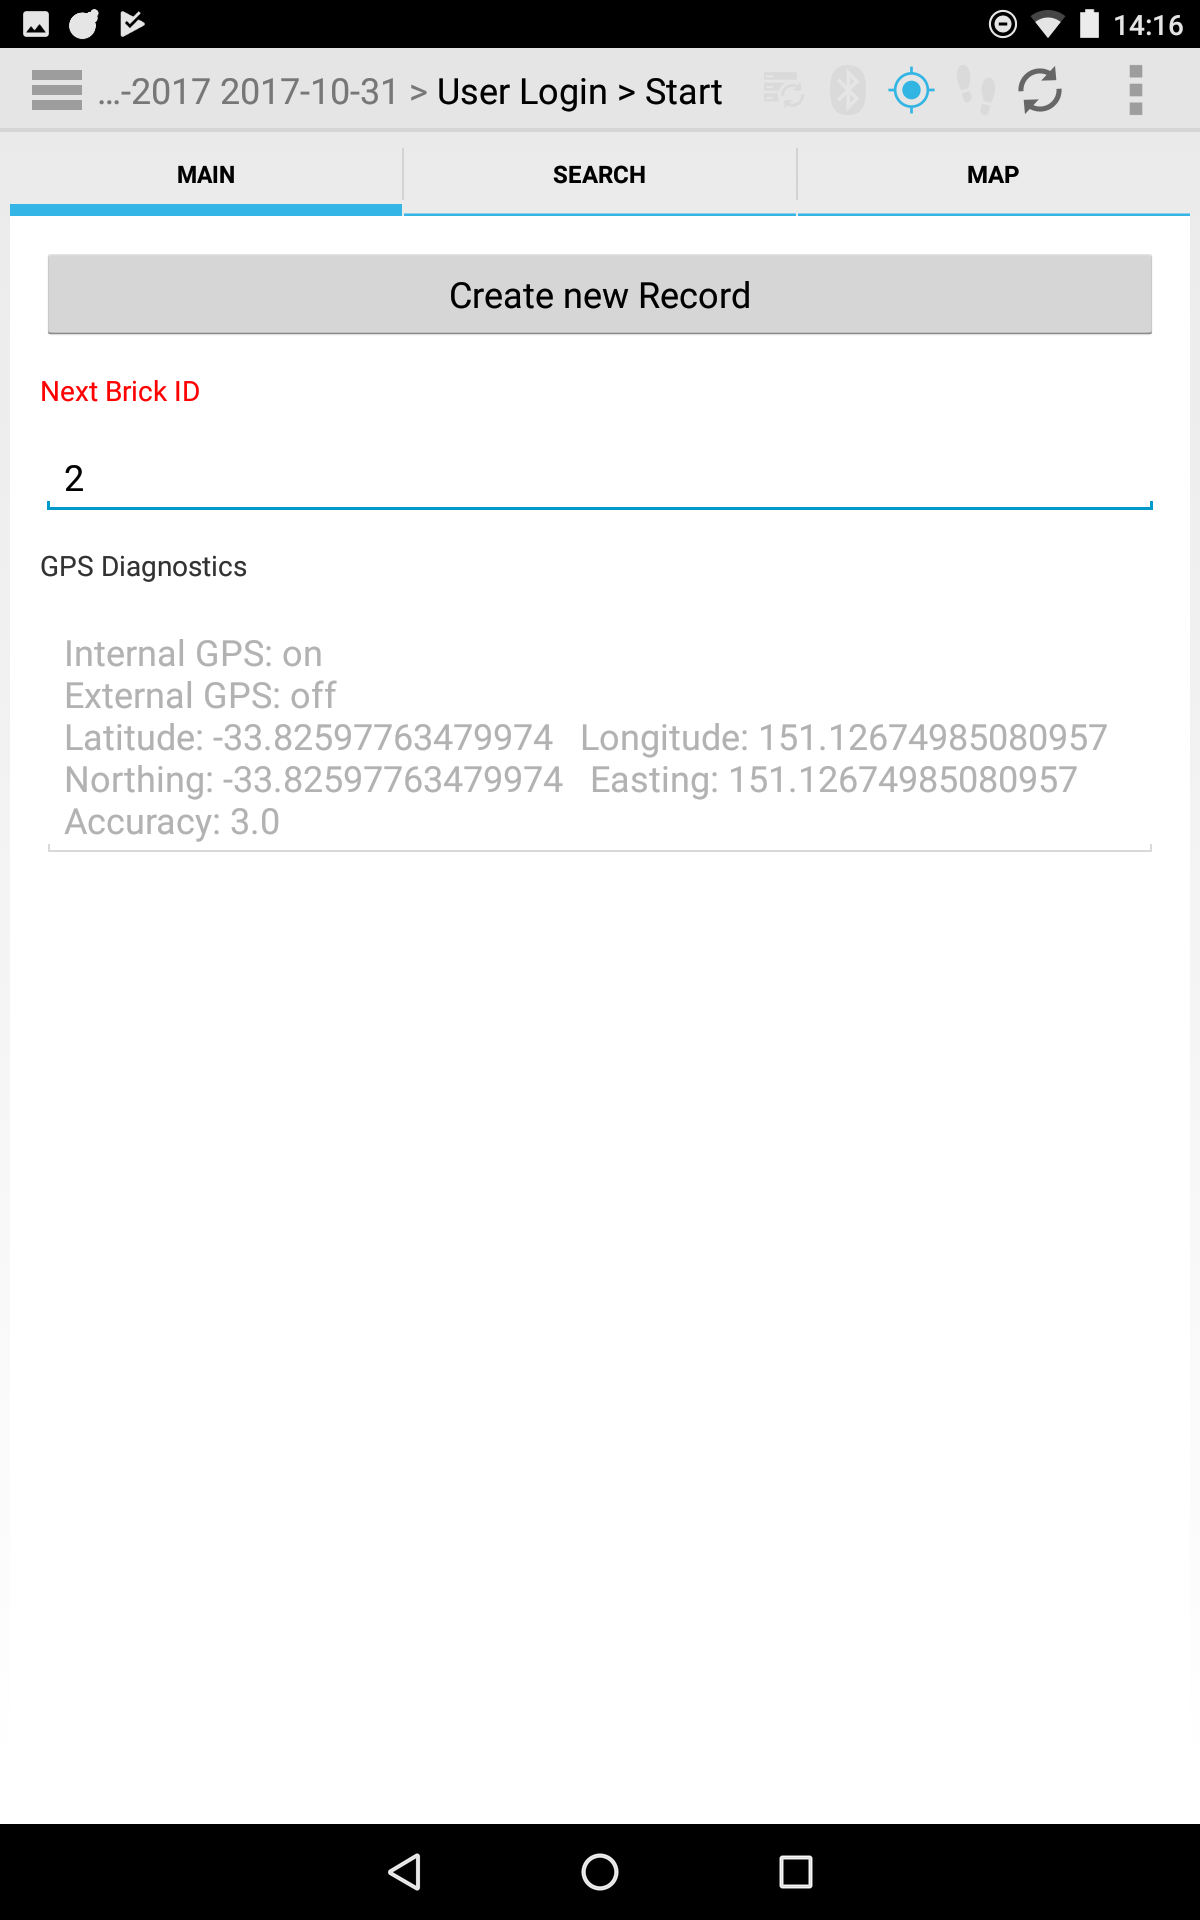 14:16
...-2017 2017-10-31 > User Login > Start
MAIN SEARCH MAP
Create new Record
Next Brick ID
2
GPS Diagnostics
Internal GPS: on
External GPS: off
Latitude: -33.82597763479974 Longitude: 151.12674985080957
Northing: -33.82597763479974 Easting: 151.12674985080957
Accuracy: 3.0